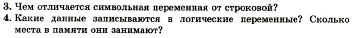 3. Чем отличается символьная переменная от строковой?
4. Какие данные записываются в логические переменные? Сколько
места в памяти они занимают?